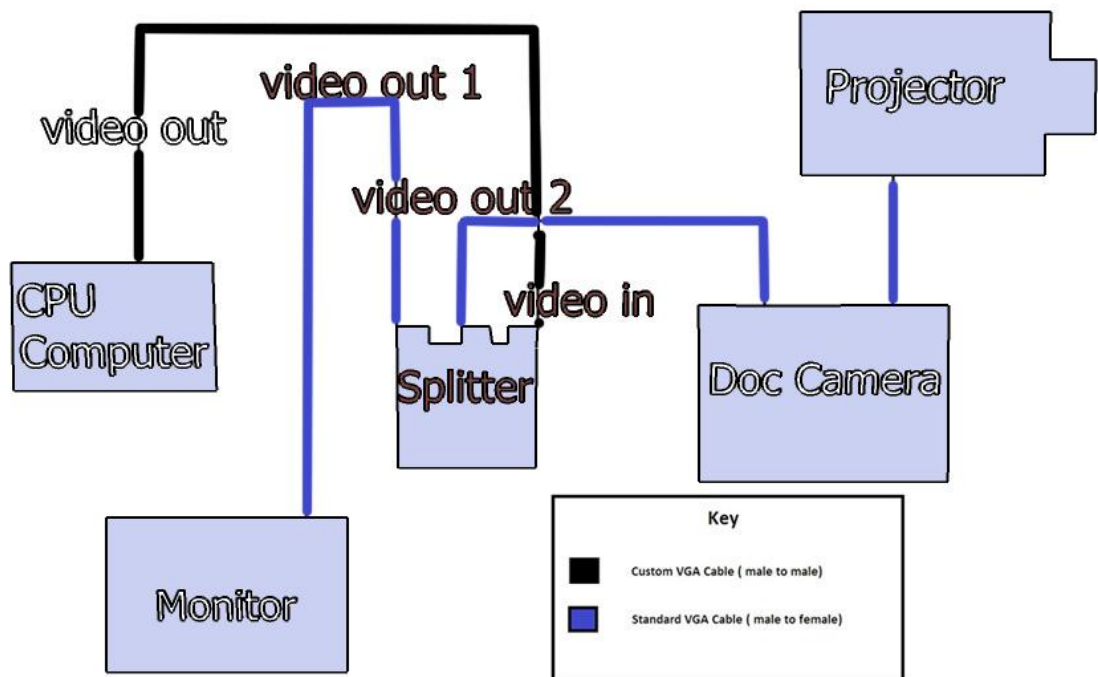 video out 1
Projector
video out
video out 2
CPU
Computer
video in
Splitter
Doc Camera
Monitor
Key
Custom VGA Cable ( male to male)
Standard VGA Cable ( male to female)